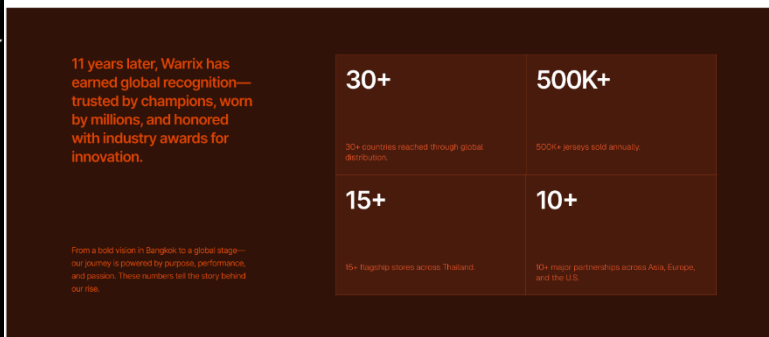 11 years later, Warrix has
earned global recognition—
trusted by champions, worn
by millions, and honored
with industry awards for
innovation.
From a bold vision in Bangkok to a global stage—
our journey is powered by purpose, performance,
and passion. These numbers tell the story behind
our rise.
30+
30+ countries reached through global
distribution.
500K+
500K+ jerseys sold annually.
15+
15+ flagship stores across Thailand.
10+
10+ major partnerships across Asia, Europe,
and the U.S.